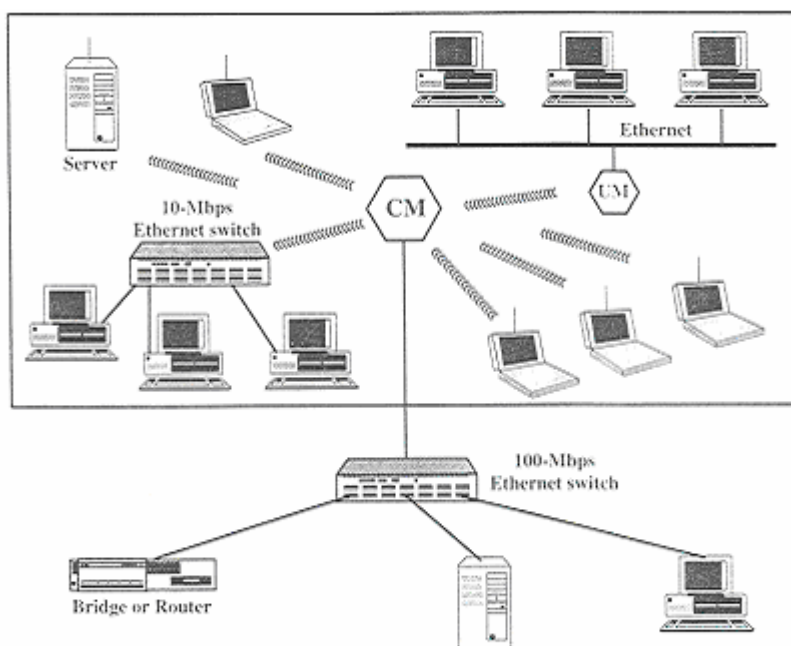 Ethernet
Server
UM
CM
10-Mbps
Ethernet switch
100-Mbps
Ethernet switch
Bridge or Router